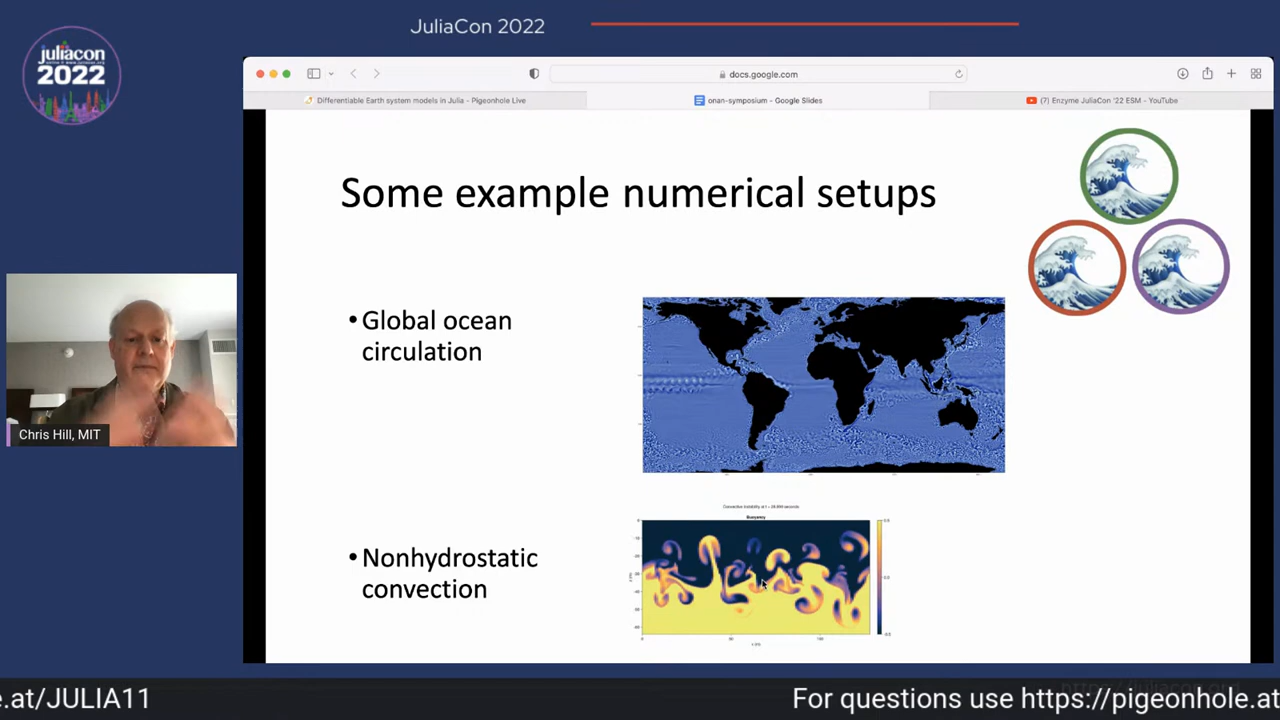 JuliaCon 2022
juliacon
2022
docs.google.com
Differentiable Earth system models in Julia - Pigeonhole Live
onan-symposium - Google Slides
(7) Enzyme JuliaCon '22 ESM - YouTube
Some example numerical setups
• Global ocean
circulation
Buoyancy
• Nonhydrostatic
convection
Chris Hill, MIT
e.at/JULIA11
For questions use https://pigeonhole.at